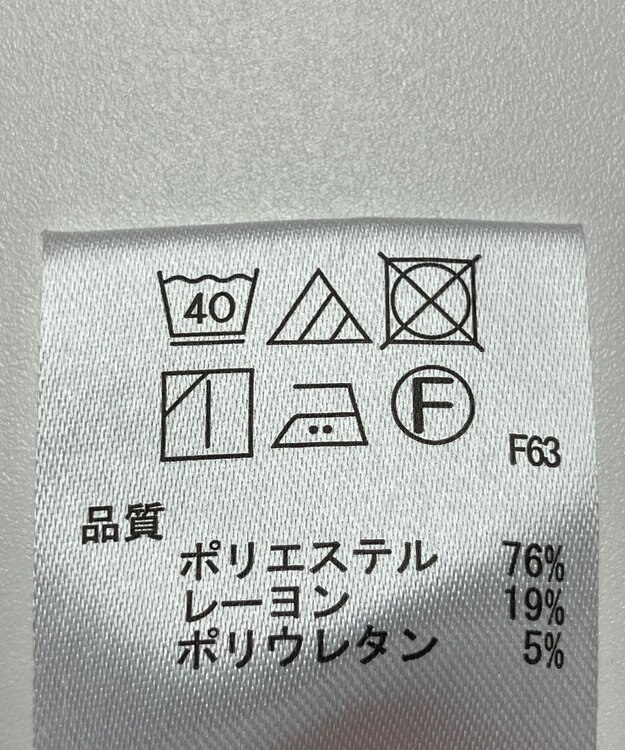 40
F
F63
品質
ポリエステル 76%
レーヨン 19%
ポリウレタン 5%